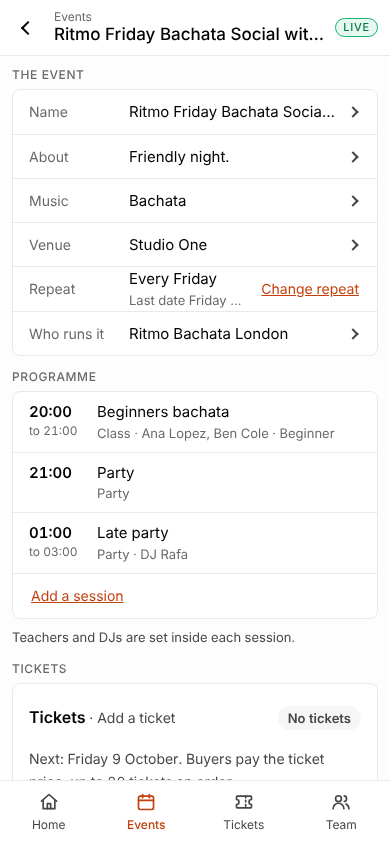 Events
Ritmo Friday Bachata Social wit...
LIVE
THE EVENT
Name
Ritmo Friday Bachata Socia...
About
Friendly night.
Music
Bachata
Venue
Studio One
Repeat
Every Friday
Last date Friday ...
Change repeat
Who runs it
Ritmo Bachata London
PROGRAMME
20:00
Beginners bachata
to 21:00
Class · Ana Lopez, Ben Cole · Beginner
21:00
Party
Party
01:00
Late party
to 03:00
Party · DJ Rafa
Add a session
Teachers and DJs are set inside each session.
TICKETS
Tickets · Add a ticket
No tickets
Next: Friday 9 October. Buyers pay the ticket
Home
Events
Tickets
Team